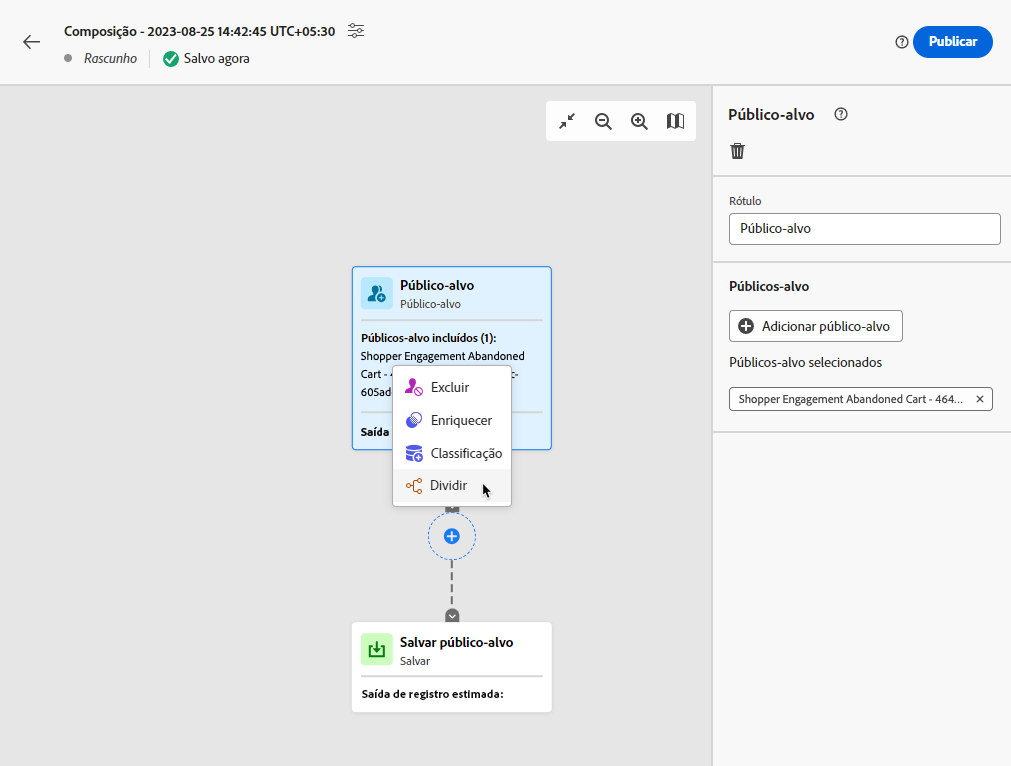 Composição - 2023-08-25 14:42:45 UTC+05:30
Rascunho
Salvo agora
Publicar
Público-alvo
Rótulo
Público-alvo
Públicos-alvo
Adicionar público-alvo
Públicos-alvo selecionados
Shopper Engagement Abandoned Cart - 464...
Público-alvo
Público-alvo
Públicos-alvo incluídos (1):
Shopper Engagement Abandoned
Cart -
605ad
Saída
Excluir
Enriquecer
Classificação
Dividir
Salvar público-alvo
Salvar
Saída de registro estimada: